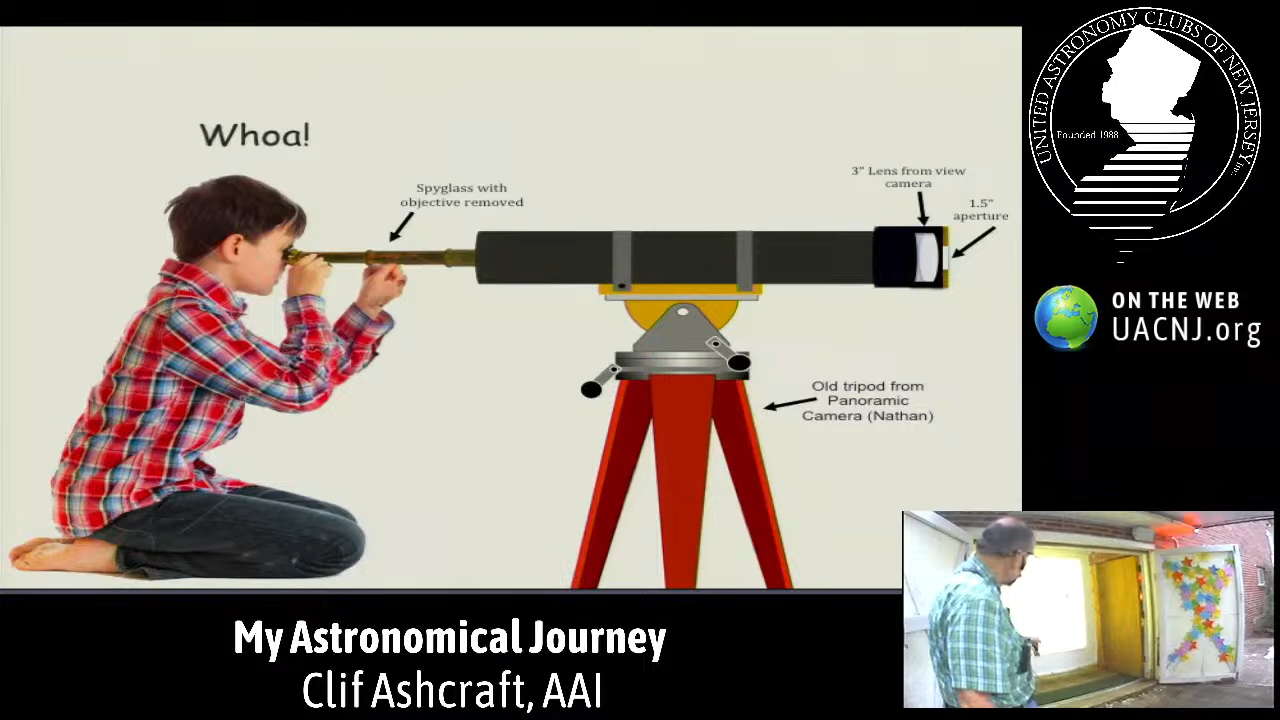 Whoa!
Spyglass with
objective removed
3" Lens from view
camera
1.5"
aperture
Old tripod from
Panoramic
Camera (Nathan)
UNITED ASTRONOMY CLUBS OF NEW JERSEY, Inc.
Founded 1988
ON THE WEB
UACNJ.org
My Astronomical Journey
Clif Ashcraft, AAI